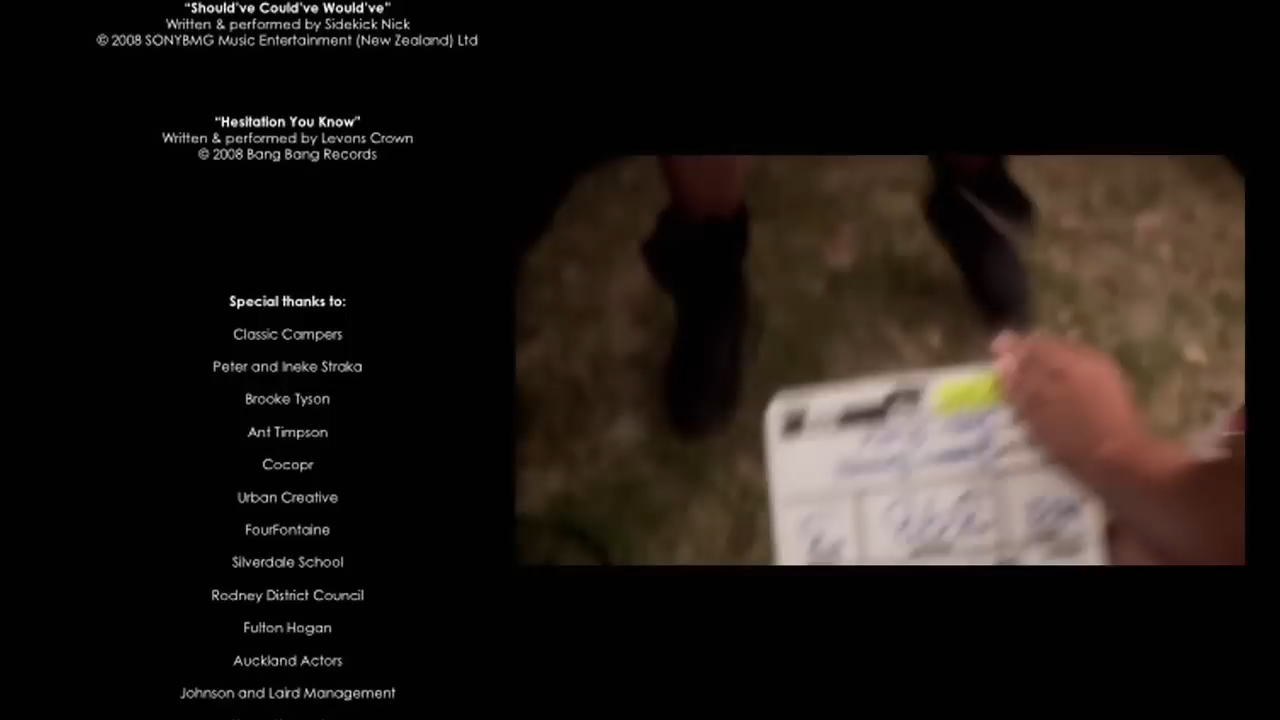 “Should've Could've Would've”
Written & performed by Sidekick Nick
© 2008 SONYBMG Music Entertainment (New Zealand) Ltd
“Hesitation You Know”
Written & performed by Levons Crown
© 2008 Bang Bang Records
Special thanks to:
Classic Campers
Peter and Ineke Straka
Brooke Tyson
Ant Timpson
Cocopr
Urban Creative
FourFontaine
Silverdale School
Rodney District Council
Fulton Hogan
Auckland Actors
Johnson and Laird Management